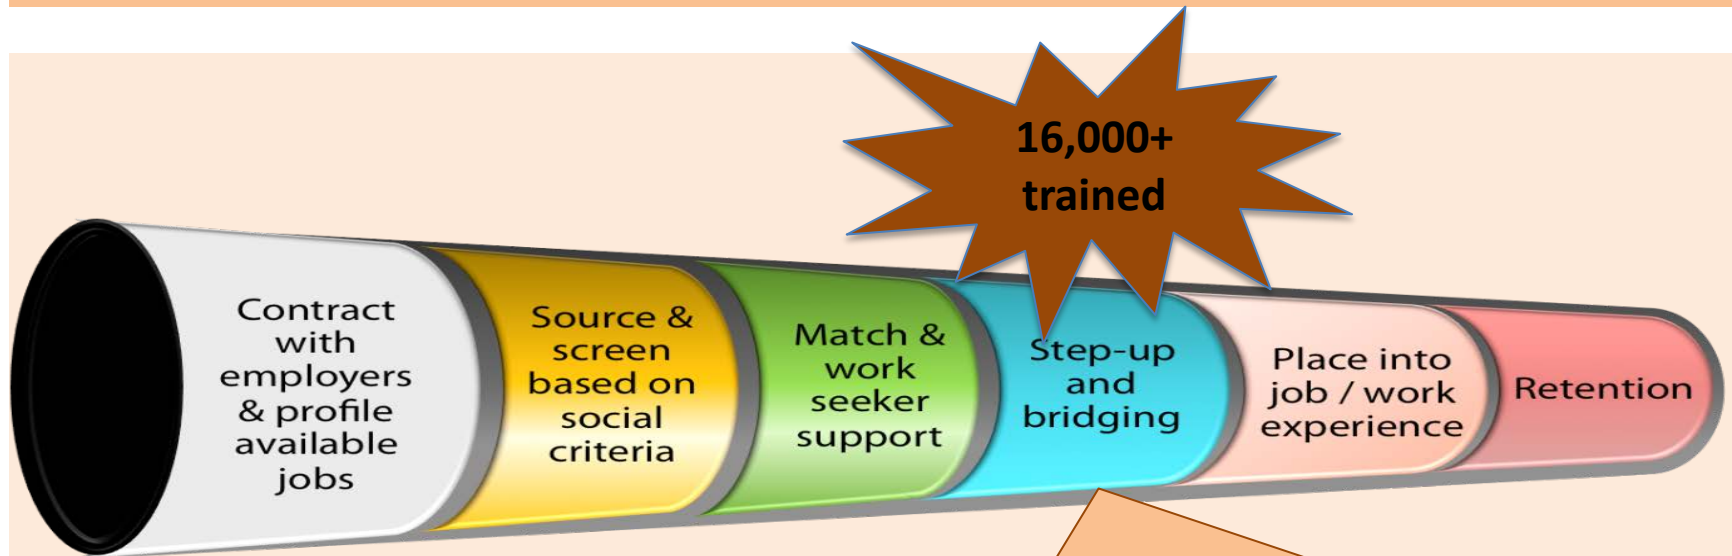 16,000+
trained
Contract
with
employers
& profile
available
jobs
Source &
screen
based on
social
criteria
Match &
work
seeker
support
Step-up
and
bridging
Place into
job / work
experience
Retention